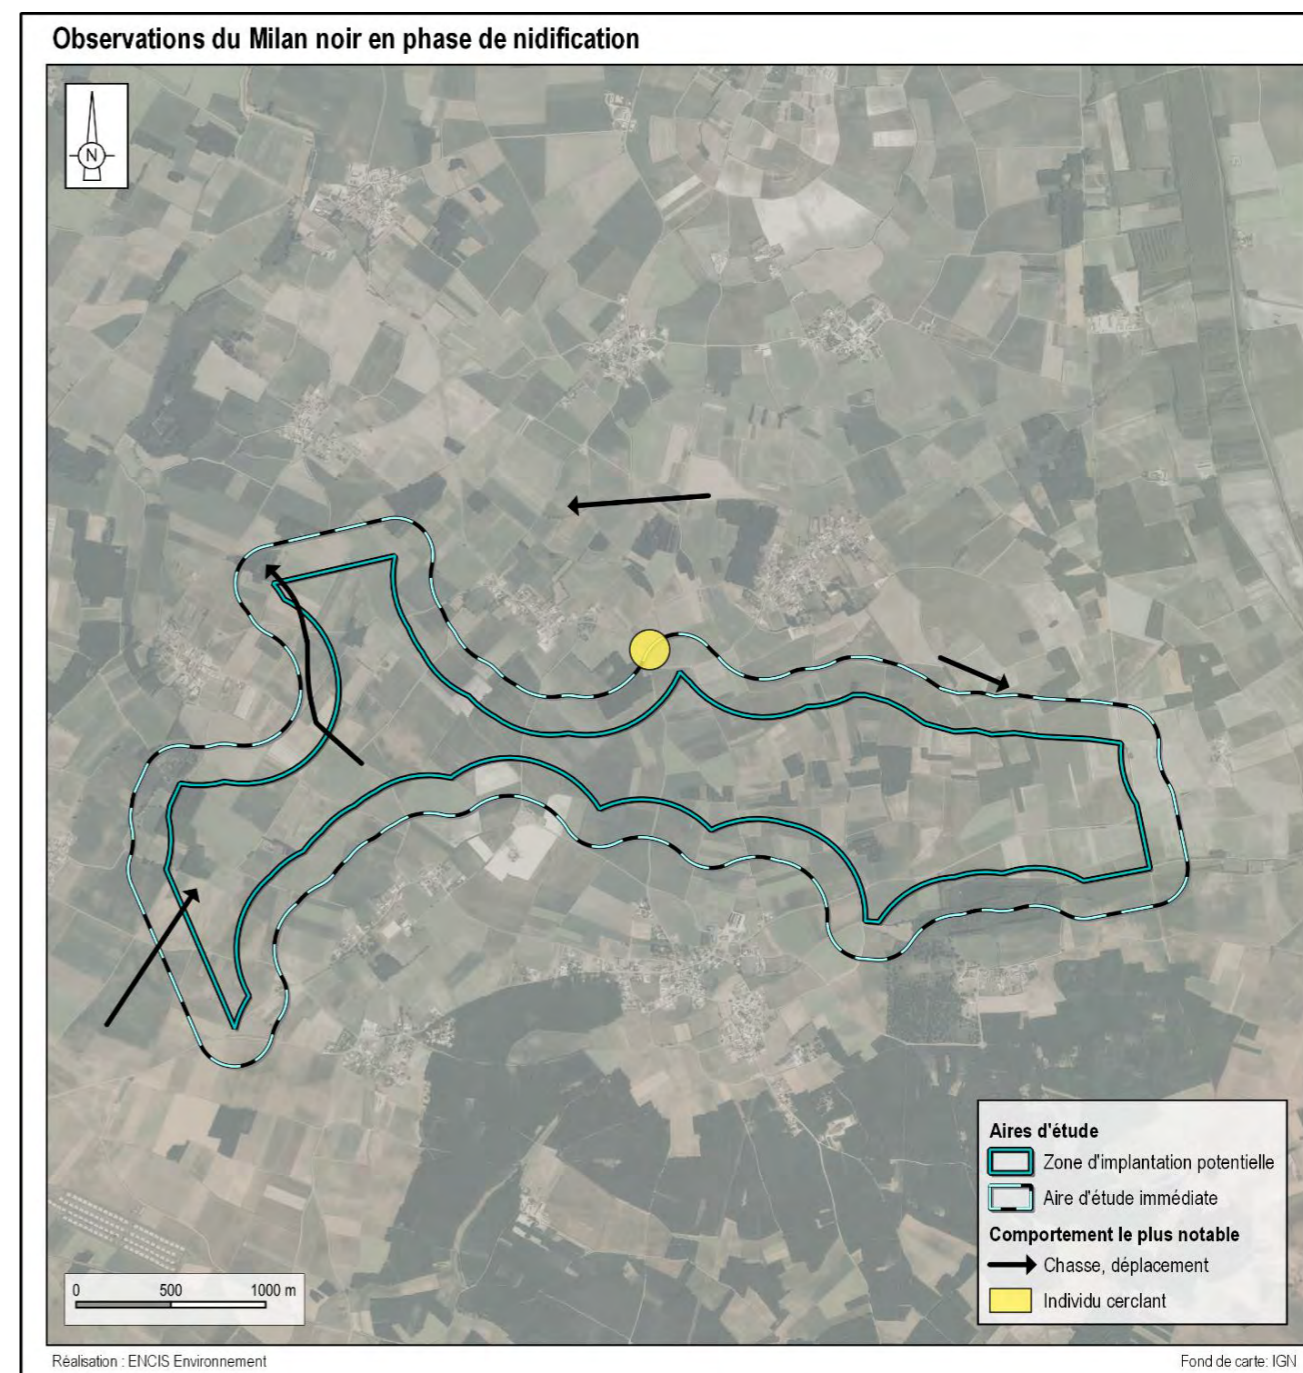 Observations du Milan noir en phase de nidification
N
Aires d'étude
Zone d'implantation potentielle
Aire d'étude immédiate
Comportement le plus notable
Chasse, déplacement
Individu cerclant
0 500 1000 m
Réalisation : ENCIS Environnement
Fond de carte: IGN